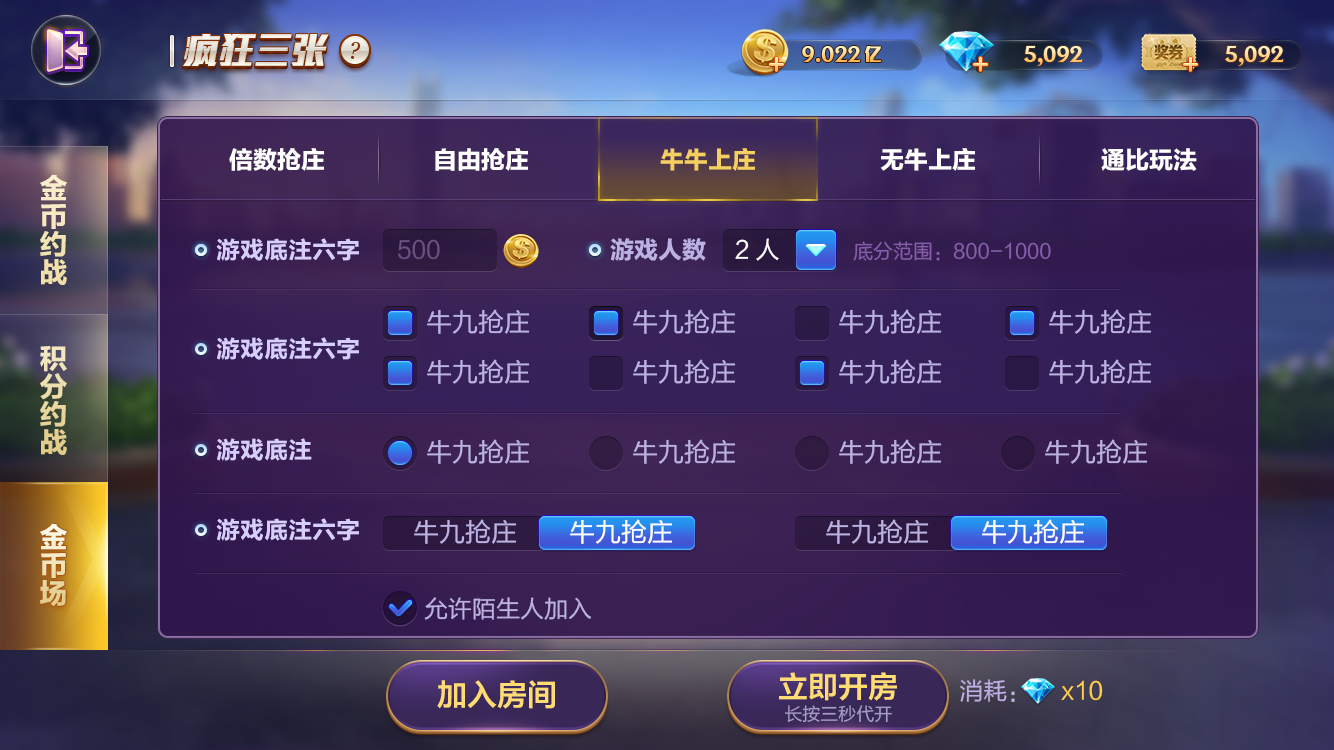 疯狂三张
?
9.022亿
5,092
奖券
5,092
倍数抢庄
自由抢庄
牛牛上庄
无牛上庄
通比玩法
金币约战
积分约战
金币场
游戏底注六字
500
游戏人数
2 人
底分范围：800-1000
游戏底注六字
牛九抢庄
牛九抢庄
牛九抢庄
牛九抢庄
牛九抢庄
牛九抢庄
牛九抢庄
牛九抢庄
游戏底注
牛九抢庄
牛九抢庄
牛九抢庄
牛九抢庄
游戏底注六字
牛九抢庄
牛九抢庄
牛九抢庄
牛九抢庄
允许陌生人加入
加入房间
立即开房
长按三秒代开
消耗：
x10